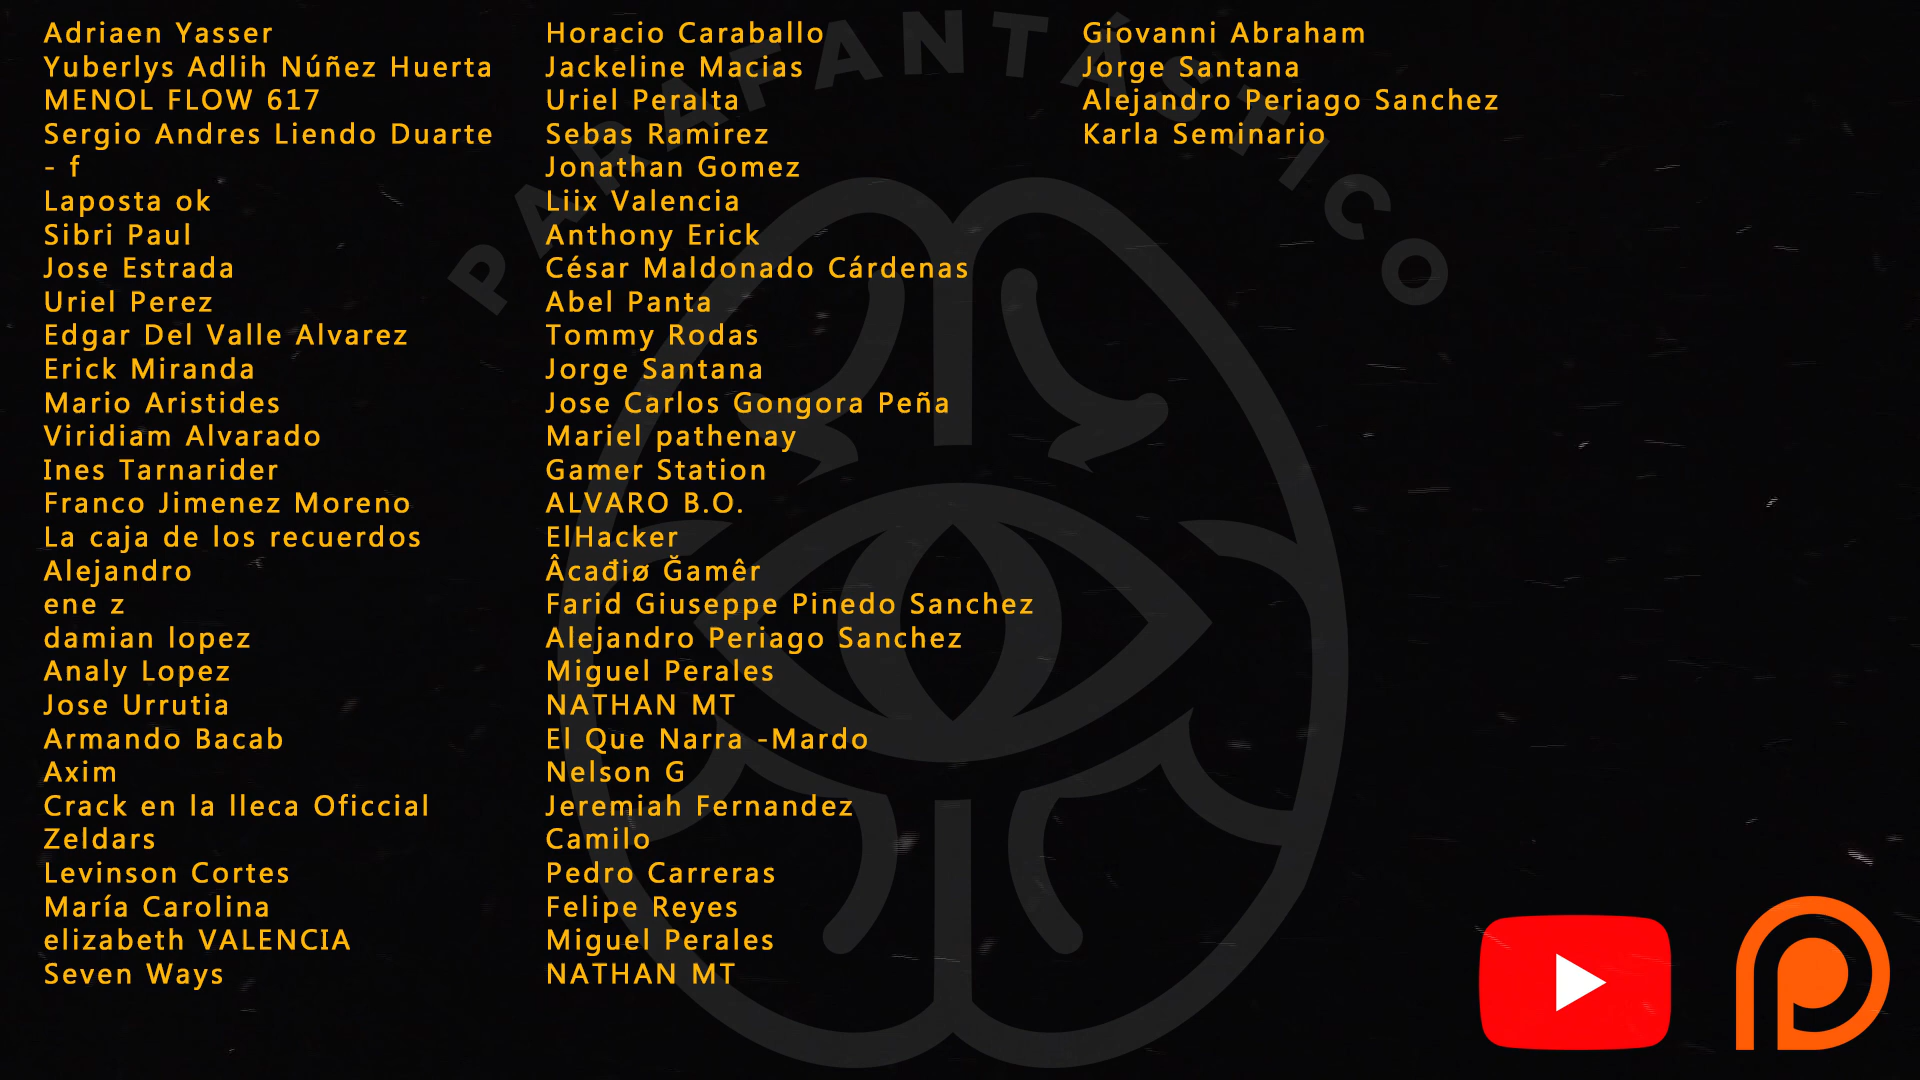 Adriaen Yasser
Yuberlys Adlih Núñez Huerta
MENOL FLOW 617
Sergio Andres Liendo Duarte
- f
Laposta ok
Sibri Paul
Jose Estrada
Uriel Perez
Edgar Del Valle Alvarez
Erick Miranda
Mario Aristides
Viridiam Alvarado
Ines Tarnarider
Franco Jimenez Moreno
La caja de los recuerdos
Alejandro
ene z
damian lopez
Analy Lopez
Jose Urrutia
Armando Bacab
Axim
Crack en la lleca Oficcial
Zeldars
Levinson Cortes
María Carolina
elizabeth VALENCIA
Seven Ways
Horacio Caraballo
Jackeline Macias
Uriel Peralta
Sebas Ramirez
Jonathan Gomez
Liix Valencia
Anthony Erick
César Maldonado Cárdenas
Abel Panta
Tommy Rodas
Jorge Santana
Jose Carlos Gongora Peña
Mariel pathenay
Gamer Station
ALVARO B.O.
ElHacker
Âcađiø Ğamêr
Farid Giuseppe Pinedo Sanchez
Alejandro Periago Sanchez
Miguel Perales
NATHAN MT
El Que Narra -Mardo
Nelson G
Jeremiah Fernandez
Camilo
Pedro Carreras
Felipe Reyes
Miguel Perales
NATHAN MT
Giovanni Abraham
Jorge Santana
Alejandro Periago Sanchez
Karla Seminario
PARAFANTÁSTICO